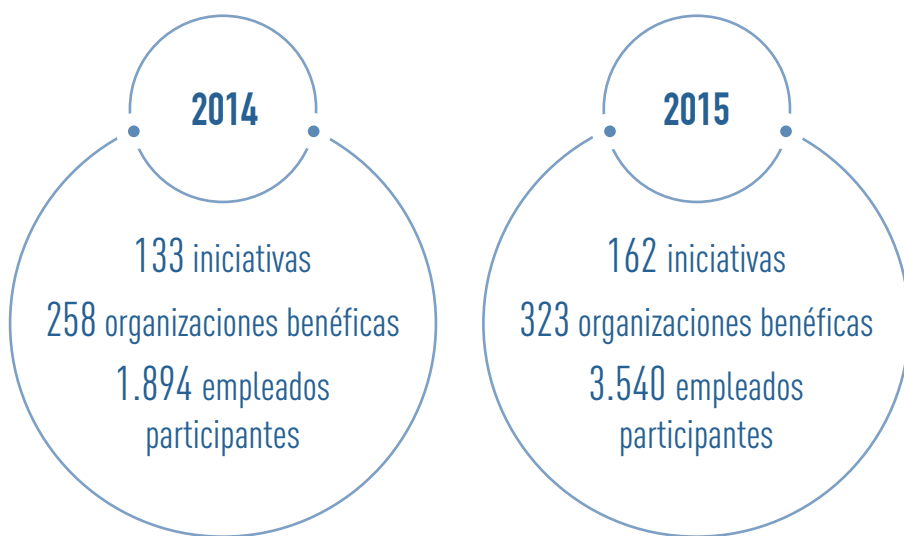 2014
133 iniciativas
258 organizaciones benéficas
1.894 empleados
participantes
2015
162 iniciativas
323 organizaciones benéficas
3.540 empleados
participantes